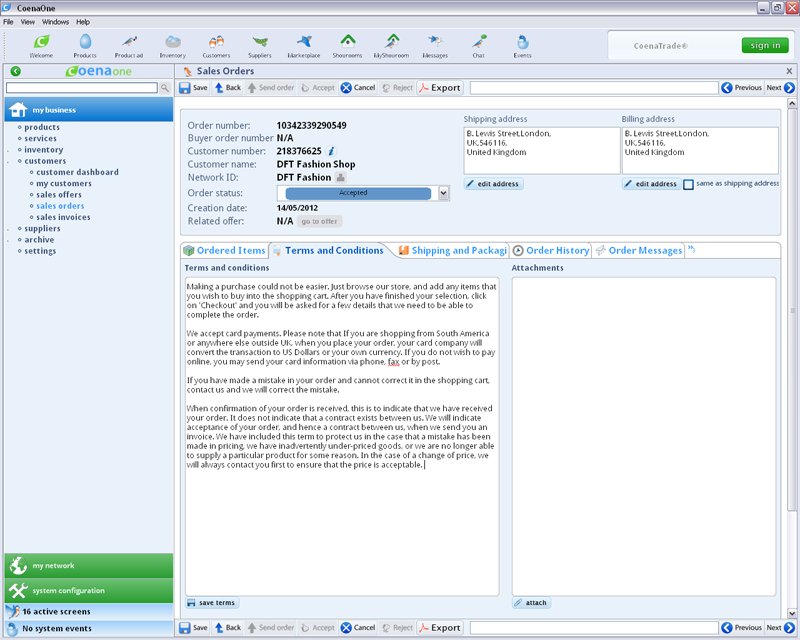 CoenaOne
File View Windows Help
Welcome Products Product ad Inventory Customers Suppliers Marketplace Showrooms MyShowroom Messages Chat Events
CoenaTrade® sign in
Coenaone
Sales Orders
my business
products
services
inventory
customers
customer dashboard
my customers
sales offers
sales orders
sales invoices
suppliers
archive
settings
my network
system configuration
16 active screens
No system events
Save Back Send order Accept Cancel Reject Export Previous Next
Order number: 10342339290549
Buyer order number N/A
Customer number: 218376625
Customer name: DFT Fashion Shop
Network ID: DFT Fashion
Order status: Accepted
Creation date: 14/05/2012
Related offer: N/A go to offer
Shipping address
B. Lewis Street,London,
UK,546116,
United Kingdom
edit address
Billing address
B. Lewis Street,London,
UK,546116,
United Kingdom
edit address same as shipping address
Ordered Items Terms and Conditions Shipping and Packagi Order History Order Messages
Terms and conditions
Making a purchase could not be easier. Just browse our store, and add any items that
you wish to buy into the shopping cart. After you have finished your selection, click
on 'Checkout' and you will be asked for a few details that we need to be able to
complete the order.
We accept card payments. Please note that If you are shopping from South America
or anywhere else outside UK, when you place your order, your card company will
convert the transaction to US Dollars or your own currency. If you do not wish to pay
online, you may send your card information via phone, fax or by post.
If you have made a mistake in your order and cannot correct it in the shopping cart,
contact us and we will correct the mistake.
When confirmation of your order is received, this is to indicate that we have received
your order. It does not indicate that a contract exists between us. We will indicate
acceptance of your order, and hence a contract between us, when we send you an
invoice. We have included this term to protect us in the case that a mistake has been
made in pricing, we have inadvertently under-priced goods, or we are no longer able
to supply a particular product for some reason. In the case of a change of price, we
will always contact you first to ensure that the price is acceptable.
save terms
Attachments
attach
Save Back Send order Accept Cancel Reject Export Previous Next